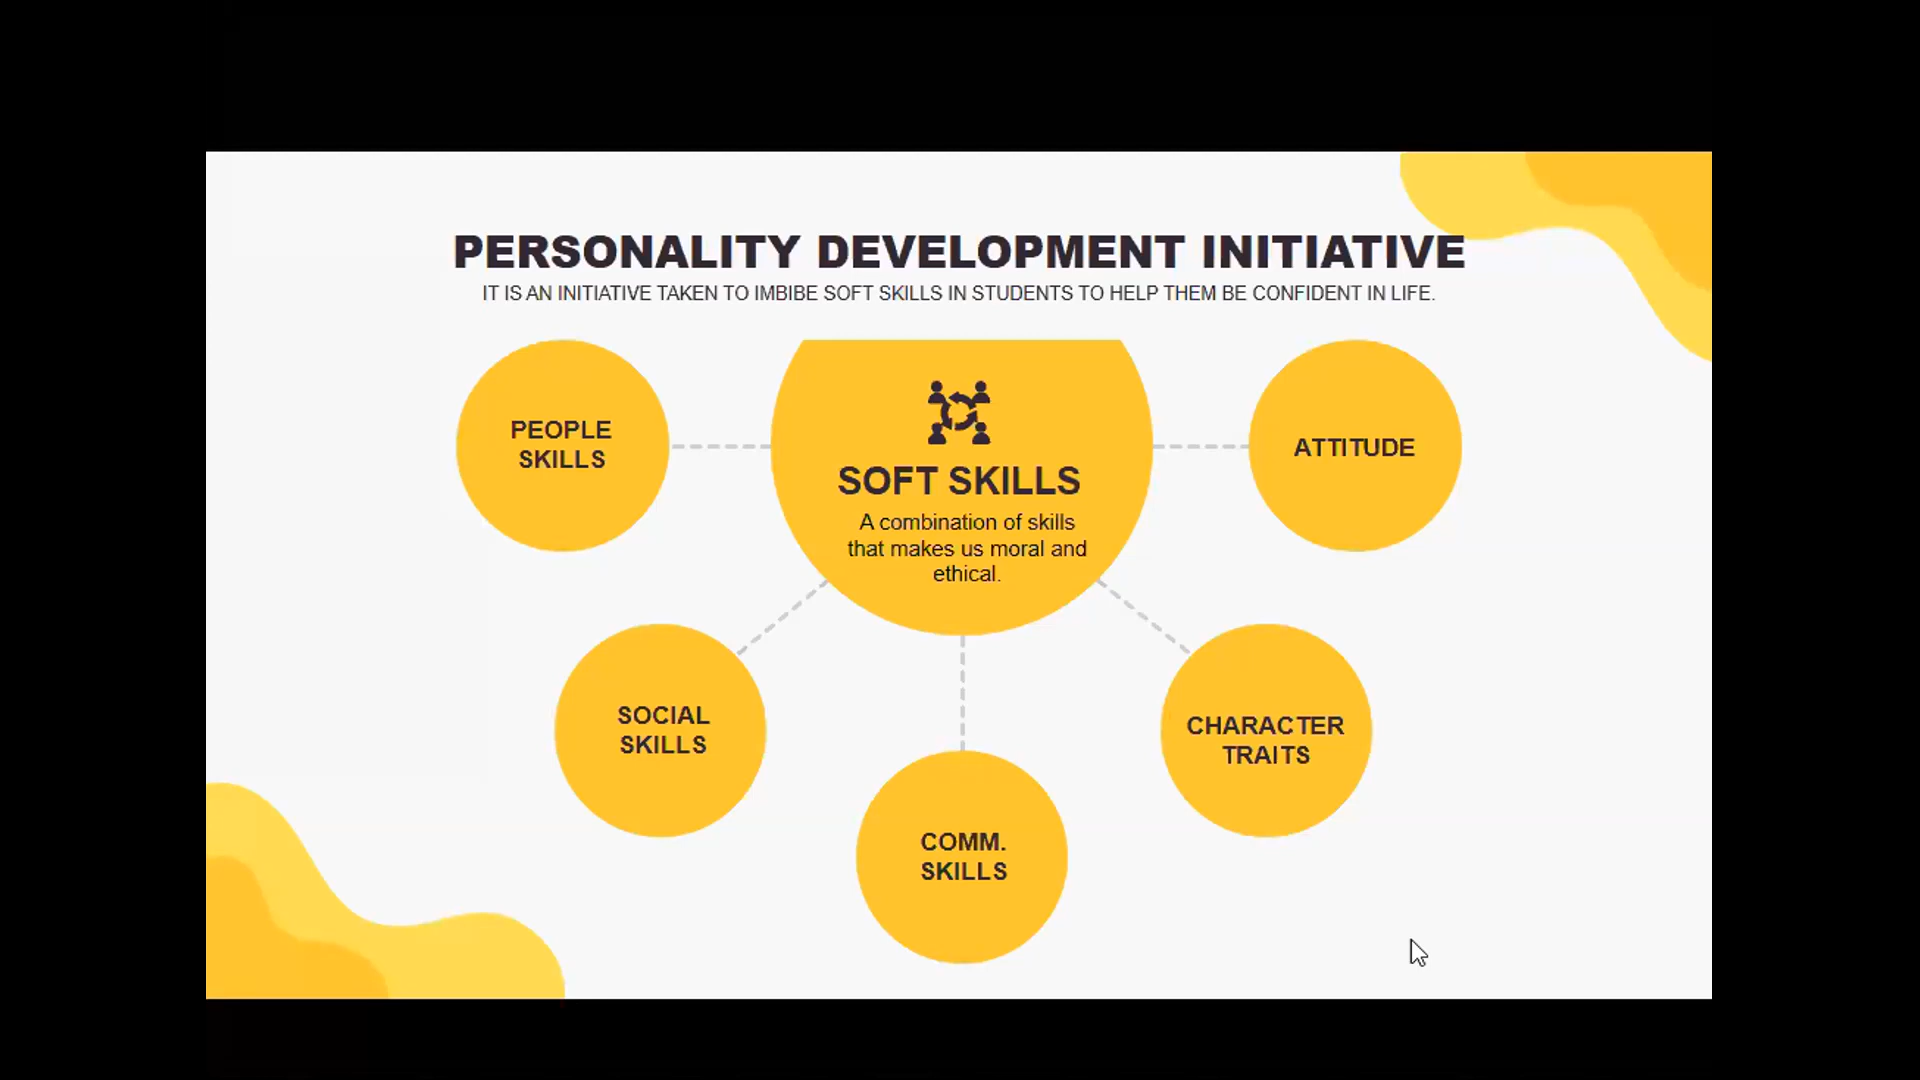 PERSONALITY DEVELOPMENT INITIATIVE
IT IS AN INITIATIVE TAKEN TO IMBIBE SOFT SKILLS IN STUDENTS TO HELP THEM BE CONFIDENT IN LIFE.
PEOPLE
SKILLS
SOFT SKILLS
A combination of skills
that makes us moral and
ethical.
ATTITUDE
SOCIAL
SKILLS
COMM.
SKILLS
CHARACTER
TRAITS